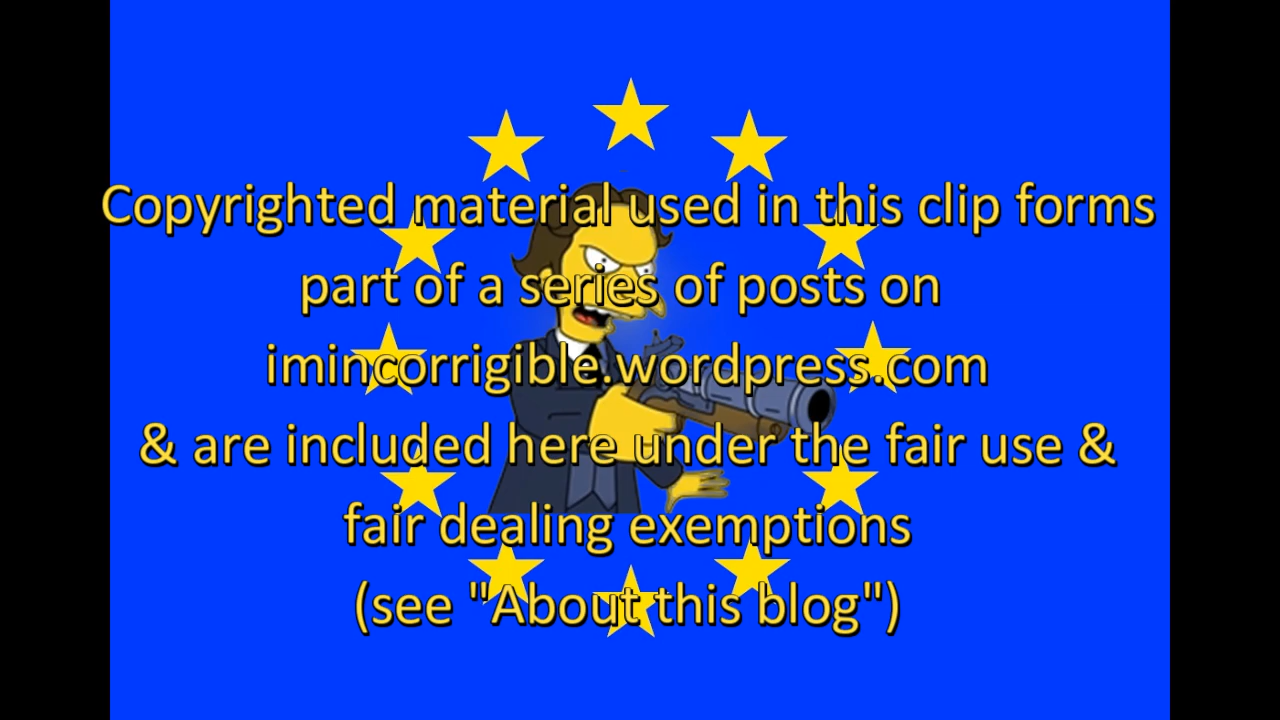 Copyrighted material used in this clip forms
part of a series of posts on
imincorrigible.wordpress.com
& are included here under the fair use &
fair dealing exemptions
(see "About this blog")